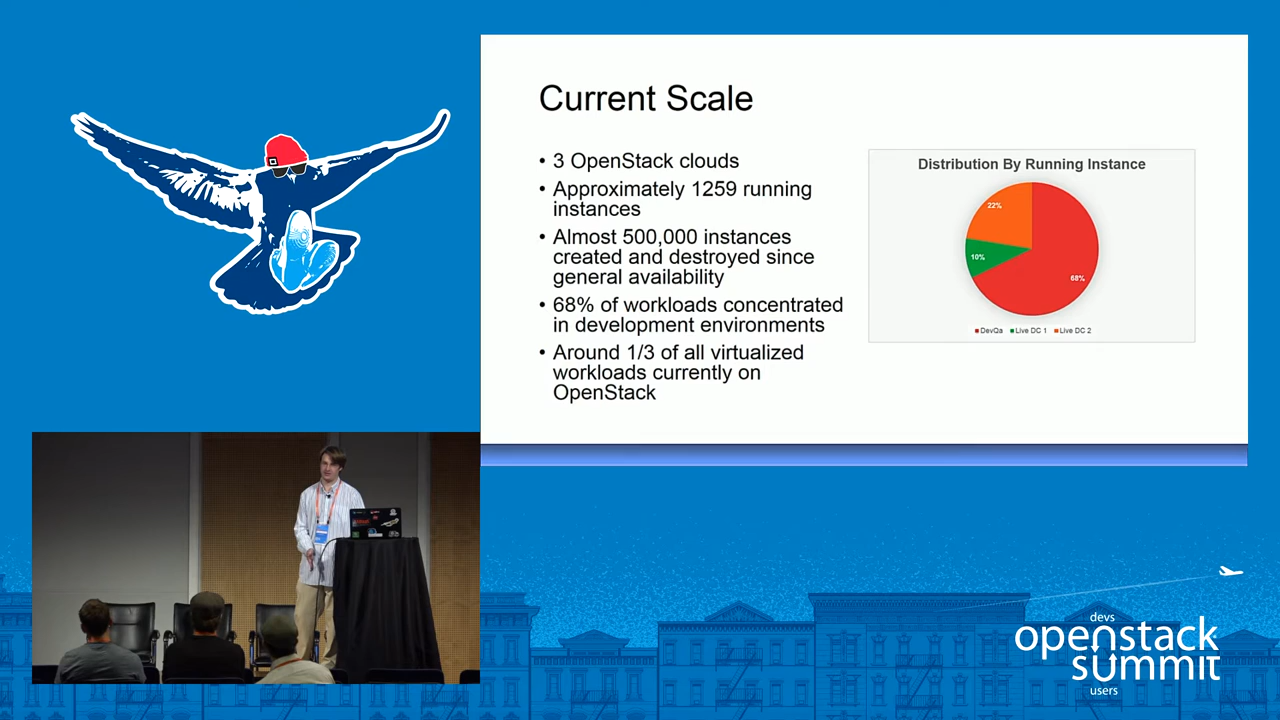 Current Scale
• 3 OpenStack clouds
• Approximately 1259 running
instances
• Almost 500,000 instances
created and destroyed since
general availability
• 68% of workloads concentrated
in development environments
• Around 1/3 of all virtualized
workloads currently on
OpenStack
Distribution By Running Instance
22%
10%
68%
DevQa Live DC 1 Live DC 2
devs
openstack
summit
users